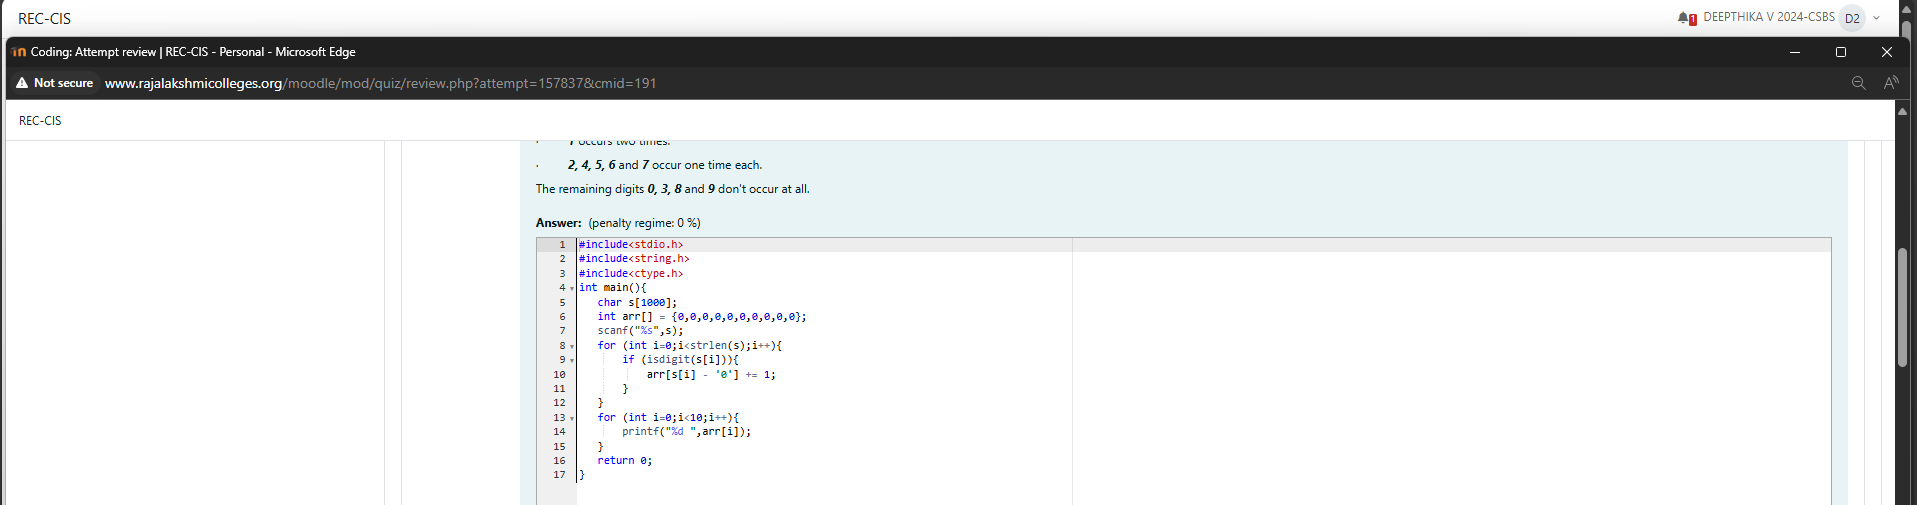 REC-CIS
1 DEEPTHIKA V 2024-CSBS D2
Coding: Attempt review | REC-CIS - Personal - Microsoft Edge
Not secure www.rajalakshmicolleges.org/moodle/mod/quiz/review.php?attempt=157837&cmid=191
REC-CIS
1 occurs two times.
2, 4, 5, 6 and 7 occur one time each.
The remaining digits 0, 3, 8 and 9 don't occur at all.
Answer: (penalty regime: 0 %)
1 #include<stdio.h>
2 #include<string.h>
3 #include<ctype.h>
4 int main(){
5 char s[1000];
6 int arr[] = {0,0,0,0,0,0,0,0,0,0};
7 scanf("%s",s);
8 for (int i=0;i<strlen(s);i++){
9 if (isdigit(s[i])){
10 arr[s[i] - '0'] += 1;
11 }
12 }
13 for (int i=0;i<10;i++){
14 printf("%d ",arr[i]);
15 }
16 return 0;
17 }